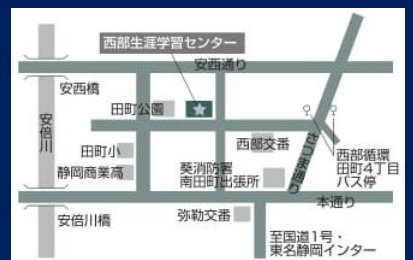 西部生涯学習センター
安西通り
安西橋
田町公園
安倍川
田町小
静岡商業高
西部交番
葵消防署
南田町出張所
さつま通り
西部循環
田町4丁目
バス停
本通り
安倍川橋
弥勒交番
至国道1号・
東名静岡インター